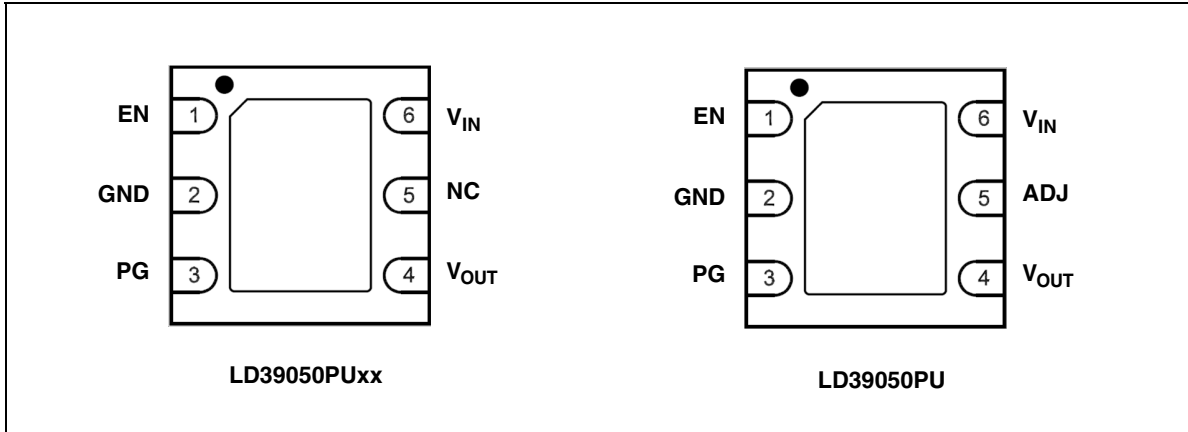 EN 1 6 VIN
GND 2 5 NC
PG 3 4 VOUT
LD39050PUxx
EN 1 6 VIN
GND 2 5 ADJ
PG 3 4 VOUT
LD39050PU